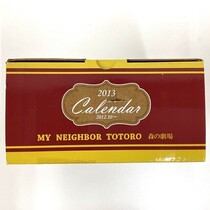 2013
Calendar
2012.10〜
MY NEIGHBOR TOTORO 森の劇場